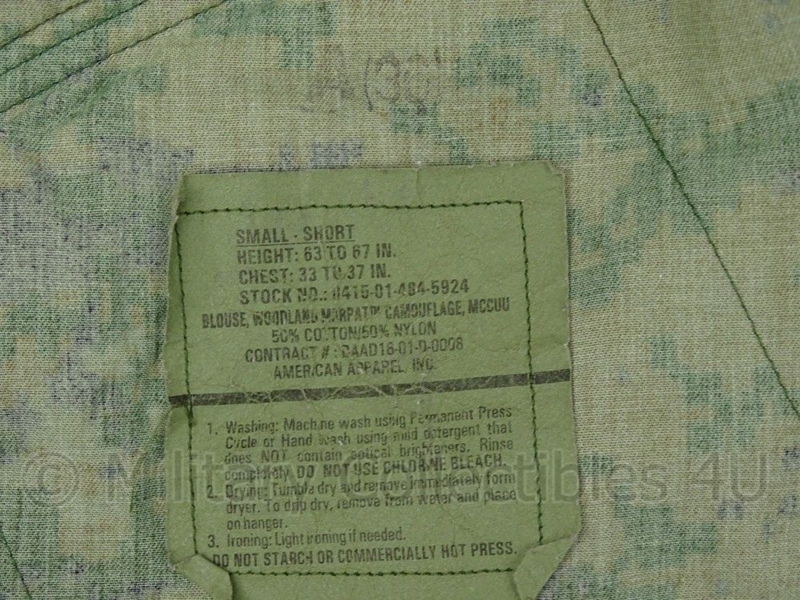 SMALL - SHORT
HEIGHT: 63 TO 67 IN.
CHEST: 33 TO 37 IN.
STOCK NO.: 8415-01-484-5924
BLOUSE, WOODLAND MARPAT™ CAMOUFLAGE, MCCUU
50% COTTON/50% NYLON
CONTRACT # : DAAD16-01-D-0008
AMERICAN APPAREL, INC.
1. Washing: Machine wash using Permanent Press
Cycle or Hand Wash using mild detergent that
does NOT contain optical brighteners. Rinse
completely. DO NOT USE CHLORINE BLEACH.
2. Drying: Tumble dry and remove immediately form
dryer. To drip dry, remove from water and place
on hanger.
3. Ironing: Light ironing if needed.
DO NOT STARCH OR COMMERCIALLY HOT PRESS.
© Military Collectibles 4U